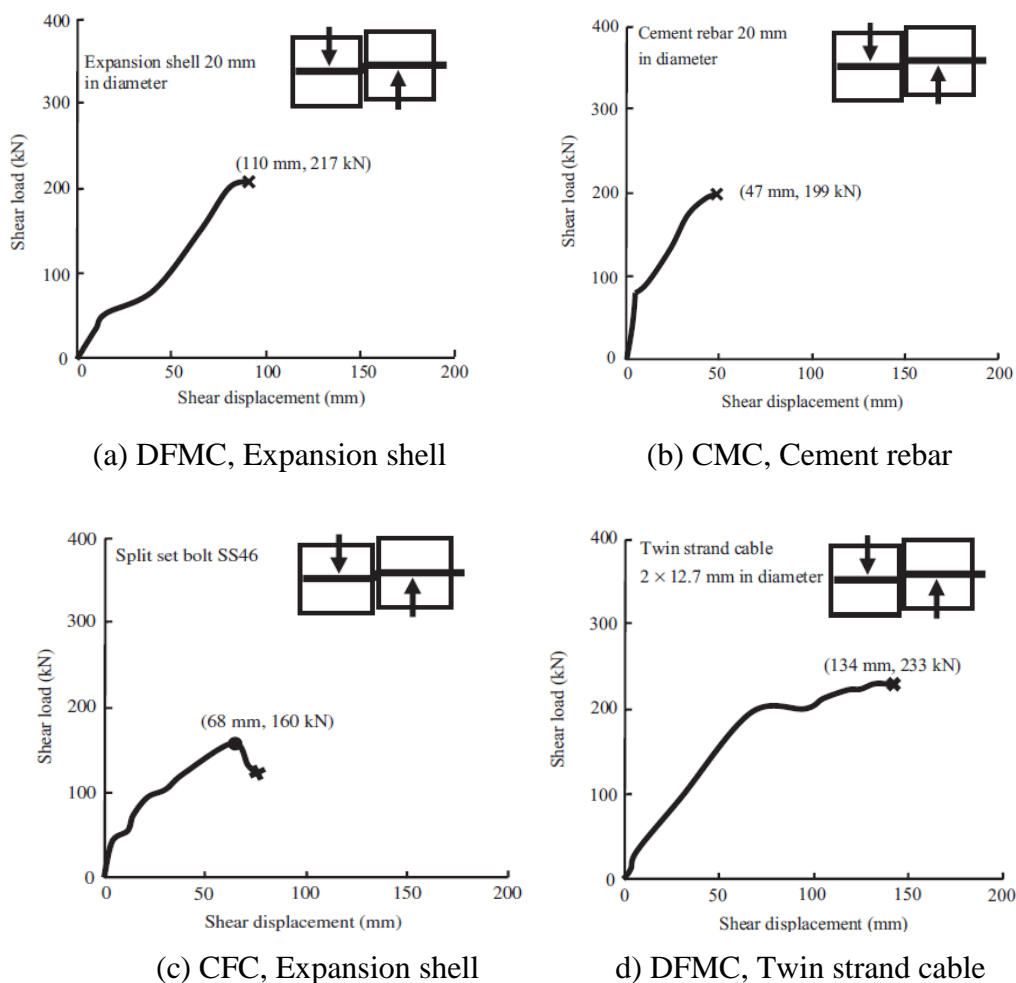 400
300
200
100
0
Shear load (kN)
Expansion shell 20 mm
in diameter
(110 mm, 217 kN)
0 50 100 150 200
Shear displacement (mm)
(a) DFMC, Expansion shell
400
300
200
100
0
Shear load (kN)
Cement rebar 20 mm
in diameter
(47 mm, 199 kN)
0 50 100 150 200
Shear displacement (mm)
(b) CMC, Cement rebar
400
300
200
100
0
Shear load (kN)
Split set bolt SS46
(68 mm, 160 kN)
0 50 100 150 200
Shear displacement (mm)
(c) CFC, Expansion shell
400
300
200
100
0
Shear load (kN)
Twin strand cable
2 × 12.7 mm in diameter
(134 mm, 233 kN)
0 50 100 150 200
Shear displacement (mm)
d) DFMC, Twin strand cable